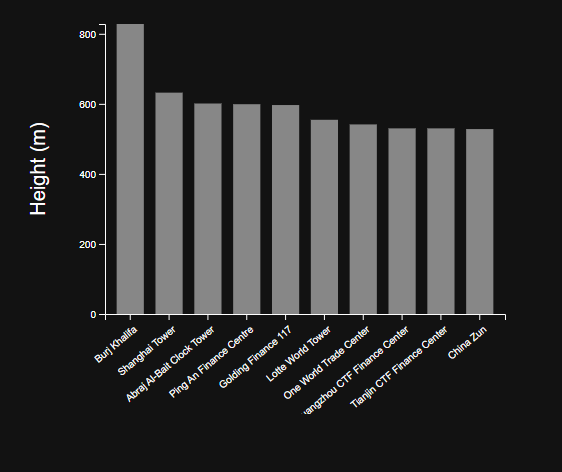 Height (m)
800
600
400
200
0
Burj Khalifa
Shanghai Tower
Abraj Al-Bait Clock Tower
Ping An Finance Centre
Golding Finance 117
Lotte World Tower
One World Trade Center
CTF Finance Center
Tianjin CTF Finance Center
China Zun